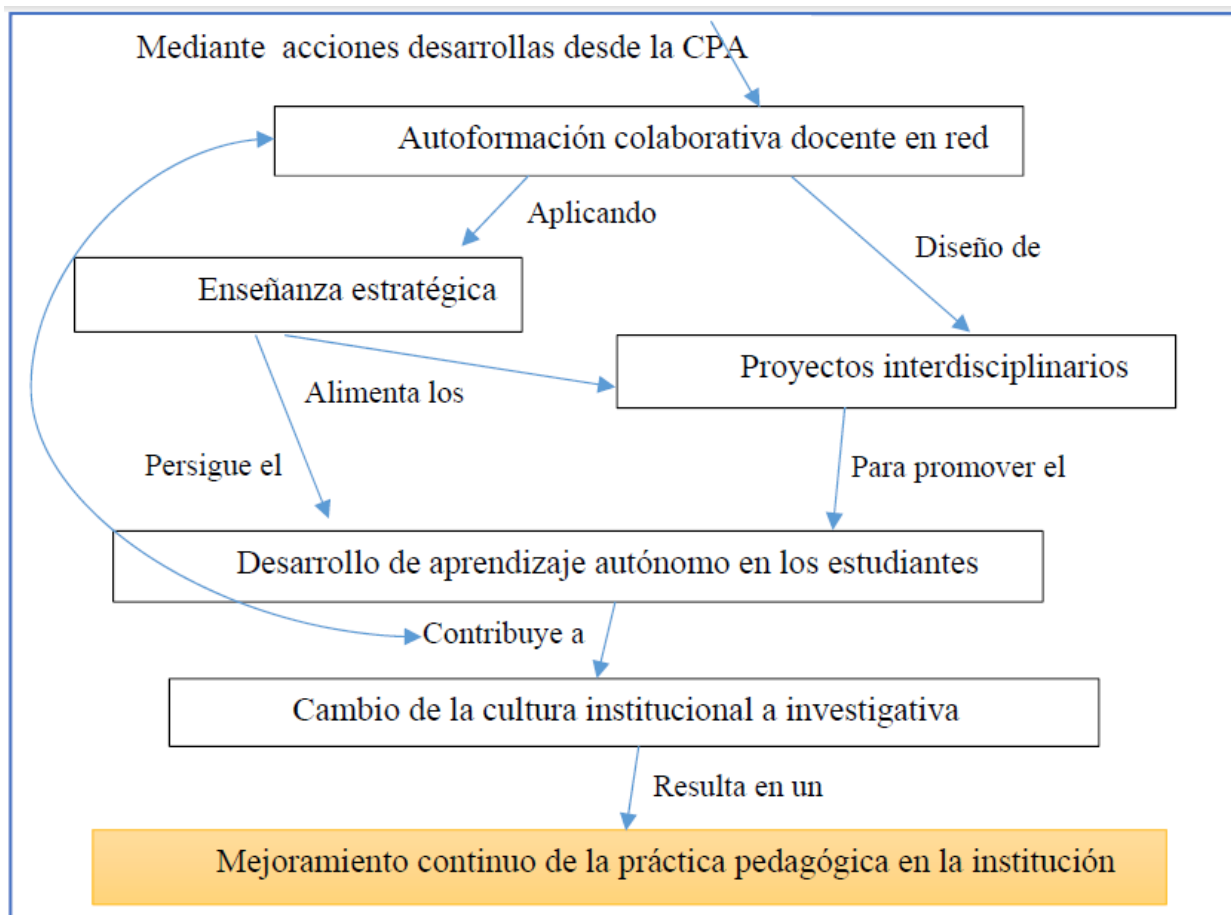 Mediante acciones desarrollas desde la CPA
Autoformación colaborativa docente en red
Aplicando
Diseño de
Enseñanza estratégica
Proyectos interdisciplinarios
Alimenta los
Persigue el
Para promover el
Desarrollo de aprendizaje autónomo en los estudiantes
Contribuye a
Cambio de la cultura institucional a investigativa
Resulta en un
Mejoramiento continuo de la práctica pedagógica en la institución